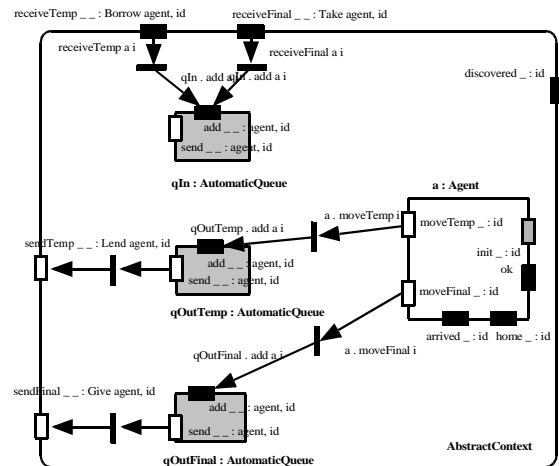 receiveTemp _ _ : Borrow agent, id
receiveFinal _ _ : Take agent, id
receiveTemp a i
receiveFinal a i
qIn . add a i
qIn . add a i
discovered _ : id
add _ _ : agent, id
send _ _ : agent, id
qIn : AutomaticQueue
a : Agent
a . moveTemp i
moveTemp _ : id
qOutTemp . add a i
sendTemp _ _ : Lend agent, id
init _ : id
add _ _ : agent, id
ok
send _ _ : agent, id
moveFinal _ : id
qOutTemp : AutomaticQueue
arrived _ : id
home _ : id
qOutFinal . add a i
a . moveFinal i
sendFinal _ _ : Give agent, id
add _ _ : agent, id
send _ _ : agent, id
AbstractContext
qOutFinal : AutomaticQueue